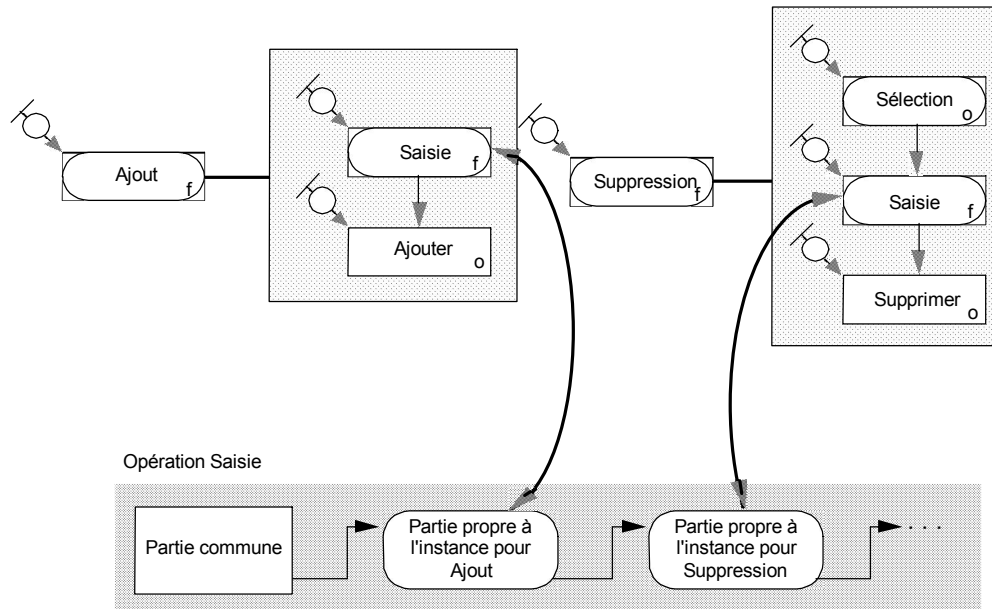 Ajout
f
Saisie
f
Ajouter
o
Suppression
f
Sélection
o
Saisie
f
Supprimer
o
Opération Saisie
Partie commune
Partie propre à
l'instance pour
Ajout
Partie propre à
l'instance pour
Suppression
. . .